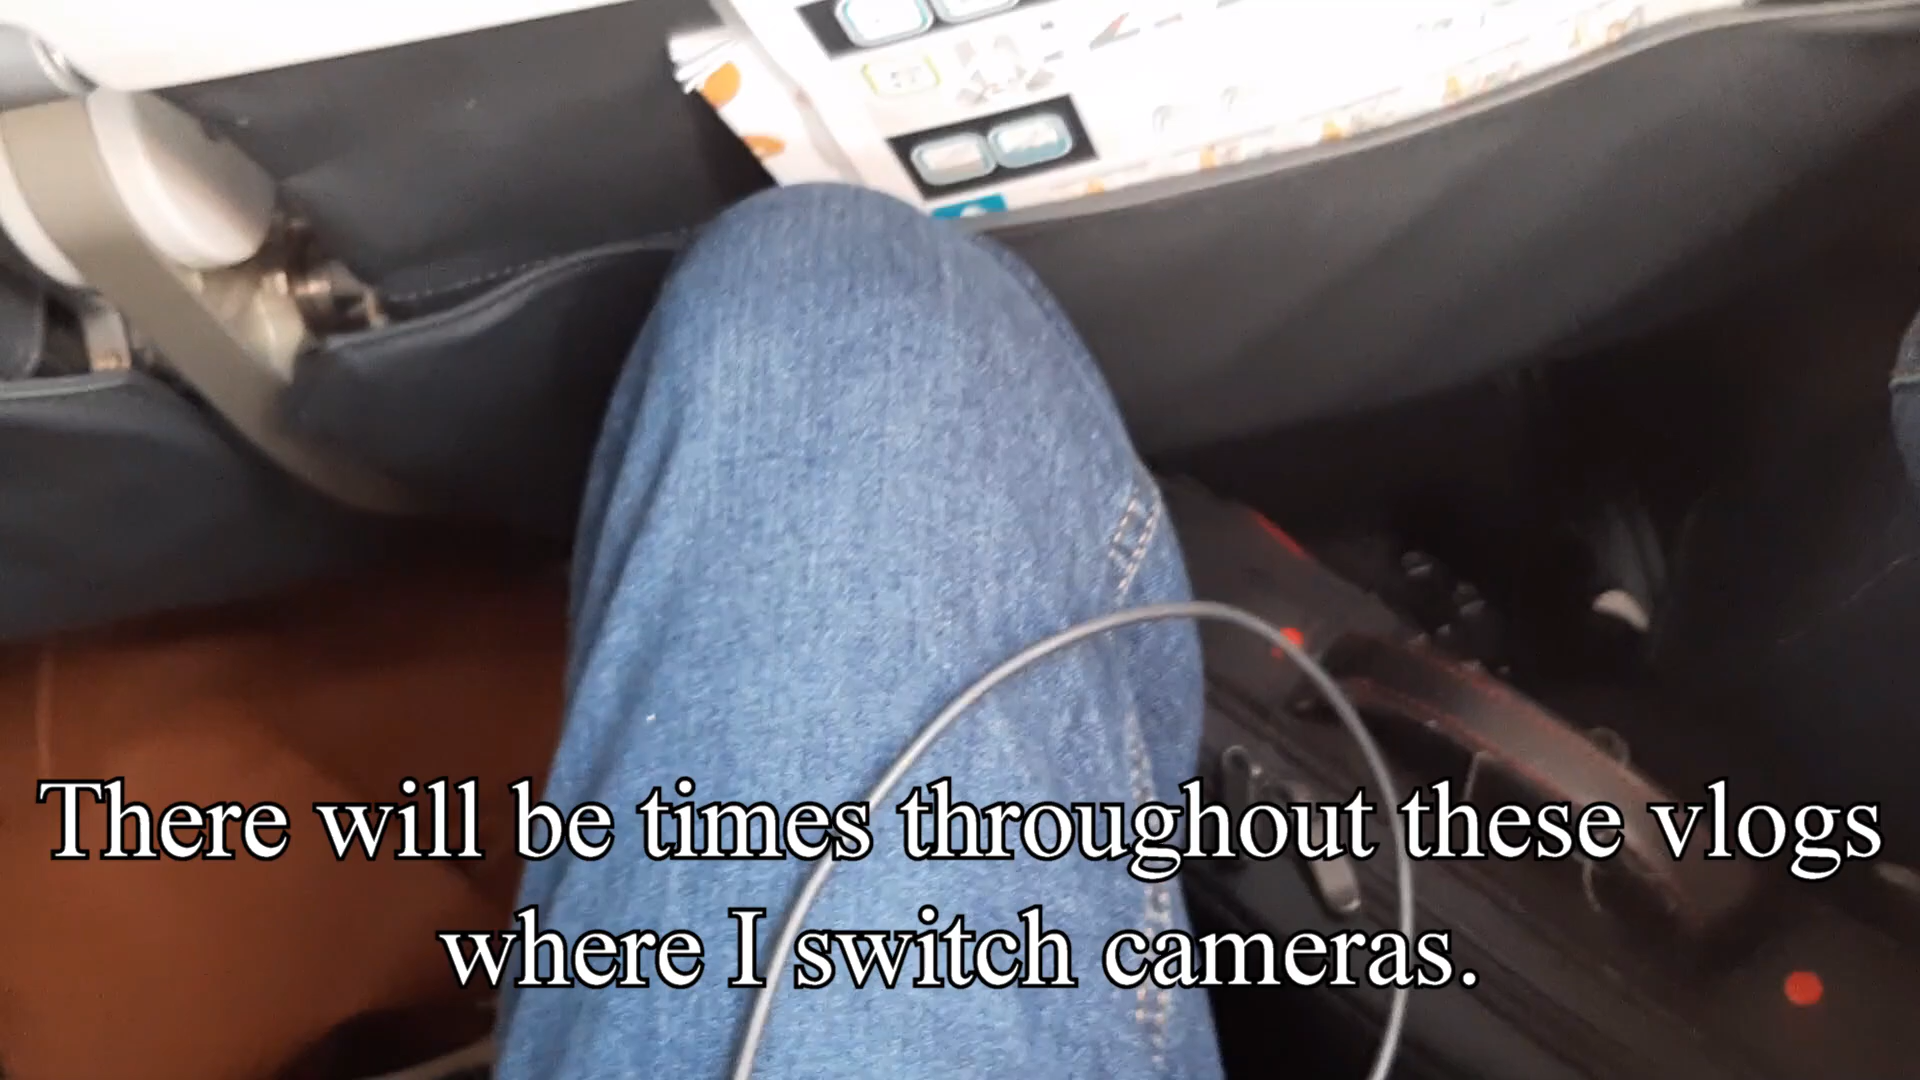 There will be times throughout these vlogs
where I switch cameras.